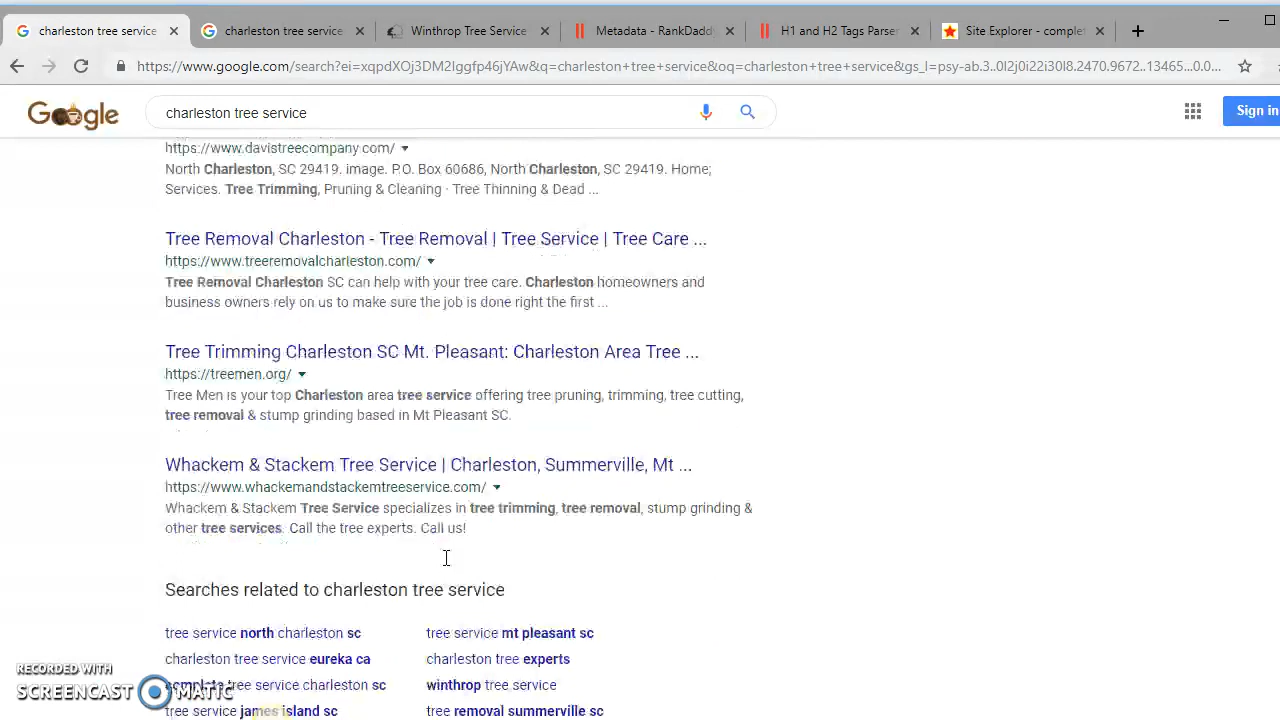 charleston tree service
charleston tree service
Winthrop Tree Service
Metadata - RankDaddy
H1 and H2 Tags Parser
Site Explorer - complet
https://www.google.com/search?ei=xqpdXOj3DM2Iggfp46jYAw&q=charleston+tree+service&oq=charleston+tree+service&gs_l=psy-ab.3..0l2j0i22i30l8.2470.9672..13465...0.0...
Google
charleston tree service
Sign in
https://www.davistreecompany.com/
North Charleston, SC 29419. image. P.O. Box 60686, North Charleston, SC 29419. Home;
Services. Tree Trimming, Pruning & Cleaning · Tree Thinning & Dead ...
Tree Removal Charleston - Tree Removal | Tree Service | Tree Care ...
https://www.treeremovalcharleston.com/
Tree Removal Charleston SC can help with your tree care. Charleston homeowners and
business owners rely on us to make sure the job is done right the first ...
Tree Trimming Charleston SC Mt. Pleasant: Charleston Area Tree ...
https://treemen.org/
Tree Men is your top Charleston area tree service offering tree pruning, trimming, tree cutting,
tree removal & stump grinding based in Mt Pleasant SC.
Whackem & Stackem Tree Service | Charleston, Summerville, Mt ...
https://www.whackemandstackemtreeservice.com/
Whackem & Stackem Tree Service specializes in tree trimming, tree removal, stump grinding &
other tree services. Call the tree experts. Call us!
Searches related to charleston tree service
tree service north charleston sc
tree service mt pleasant sc
charleston tree service eureka ca
charleston tree experts
complete tree service charleston sc
winthrop tree service
tree service james island sc
tree removal summerville sc
RECORDED WITH
SCREENCAST MATIC